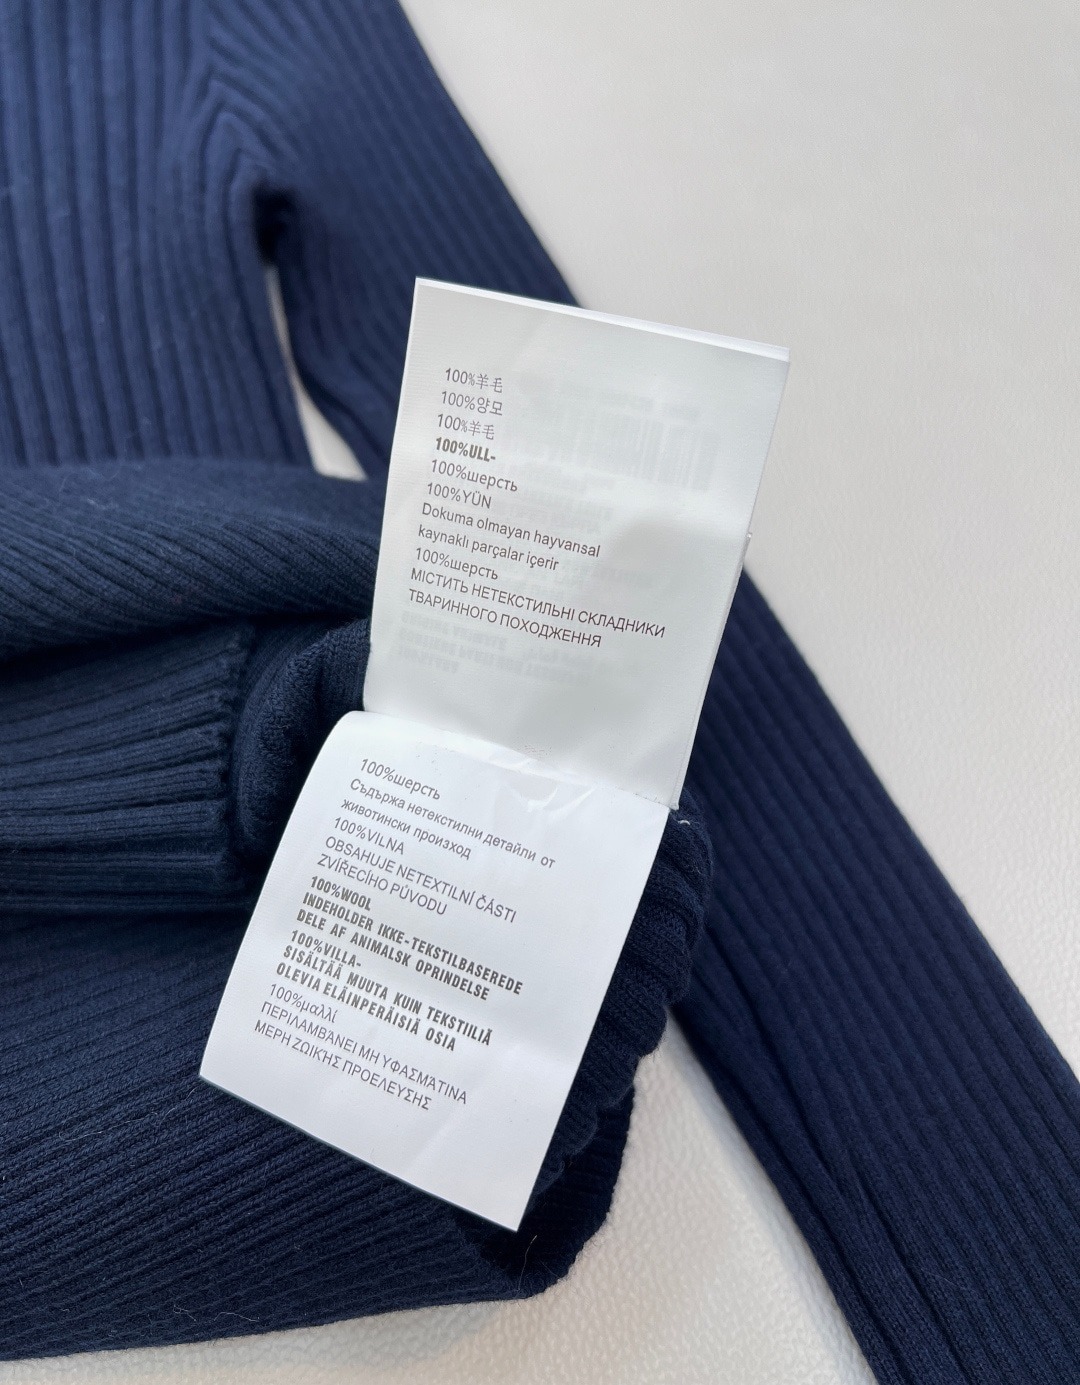 100%羊毛
100%양모
100%羊毛
100%ULL-
100%шерсть
100%YÜN
Dokuma olmayan hayvansal
kaynaklı parçalar içerir
100%шерсть
МІСТИТЬ НЕТЕКСТИЛЬНІ СКЛАДНИКИ
ТВАРИННОГО ПОХОДЖЕННЯ
100%шерсть
Съдържа нетекстилни детайли от
животински произход
100%VILNA
OBSAHUJE NETEXTILNÍ ČÁSTI
ZVÍŘECÍHO PŮVODU
100%WOOL
INDEHOLDER IKKE-TEKSTILBASEREDE
DELE AF ANIMALSK OPRINDELSE
100%VILLA-
SISÄLTÄÄ MUUTA KUIN TEKSTIILIÄ
OLEVIA ELÄINPERÄISIÄ OSIA
100%μαλλί
ΠΕΡΙΛΑΜΒΆΝΕΙ ΜΗ ΥΦΑΣΜΆΤΙΝΑ
ΜΕΡΗ ΖΩΙΚΉΣ ΠΡΟΕΛΕΥΣΗΣ